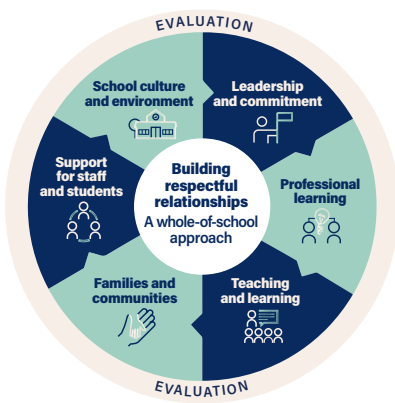 EVALUATION
School culture
and environment
Leadership
and commitment
Support
for staff
and students
Building
respectful
relationships
A whole-of-school
approach
Professional
learning
Families and
communities
Teaching
and learning
EVALUATION